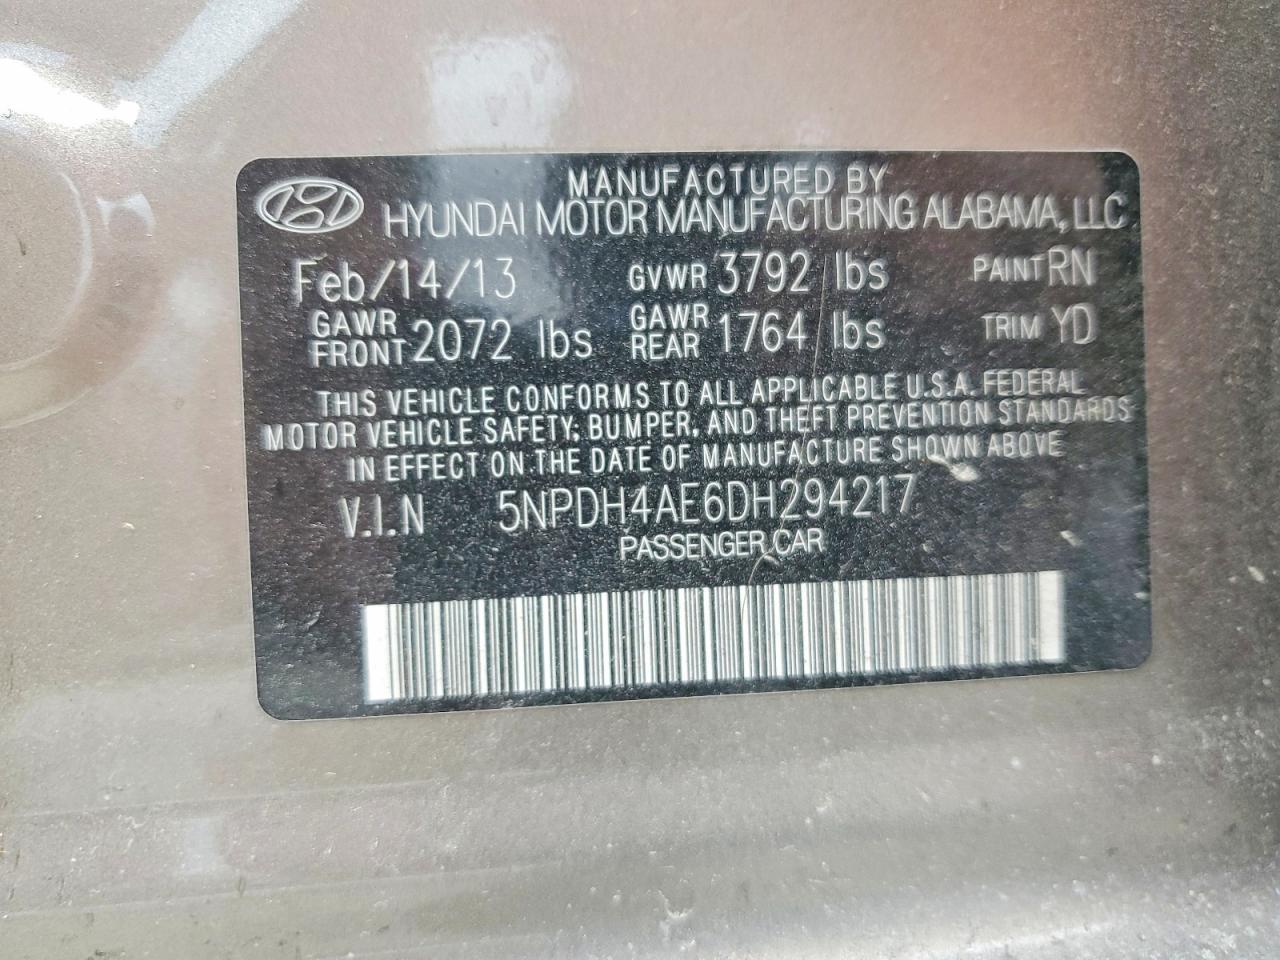 MANUFACTURED BY
HYUNDAI MOTOR MANUFACTURING ALABAMA, LLC
Feb/14/13 GVWR 3792 lbs PAINT RN
GAWR FRONT 2072 lbs GAWR REAR 1764 lbs TRIM YD
THIS VEHICLE CONFORMS TO ALL APPLICABLE U.S.A. FEDERAL
MOTOR VEHICLE SAFETY, BUMPER, AND THEFT PREVENTION STANDARDS
IN EFFECT ON THE DATE OF MANUFACTURE SHOWN ABOVE
V.I.N 5NPDH4AE6DH294217
PASSENGER CAR